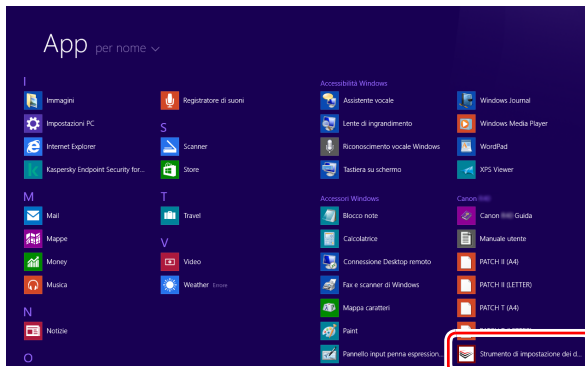 App per nome
I
Immagini
Impostazioni PC
Internet Explorer
Kaspersky Endpoint Security for...
M
Mail
Mappe
Money
Musica
N
Notizie
O
Registratore di suoni
S
Scanner
Store
T
Travel
V
Video
Weather Errore
Accessibilità Windows
Assistente vocale
Lente di ingrandimento
Riconoscimento vocale Windows
Tastiera su schermo
Accessori Windows
Blocco note
Calcolatrice
Connessione Desktop remoto
Fax e scanner di Windows
Mappa caratteri
Paint
Pannello input penna espression...
Windows Journal
Windows Media Player
WordPad
XPS Viewer
Canon
Canon Guida
Manuale utente
PATCH II (A4)
PATCH II (LETTER)
PATCH T (A4)
Strumento di impostazione dei d...